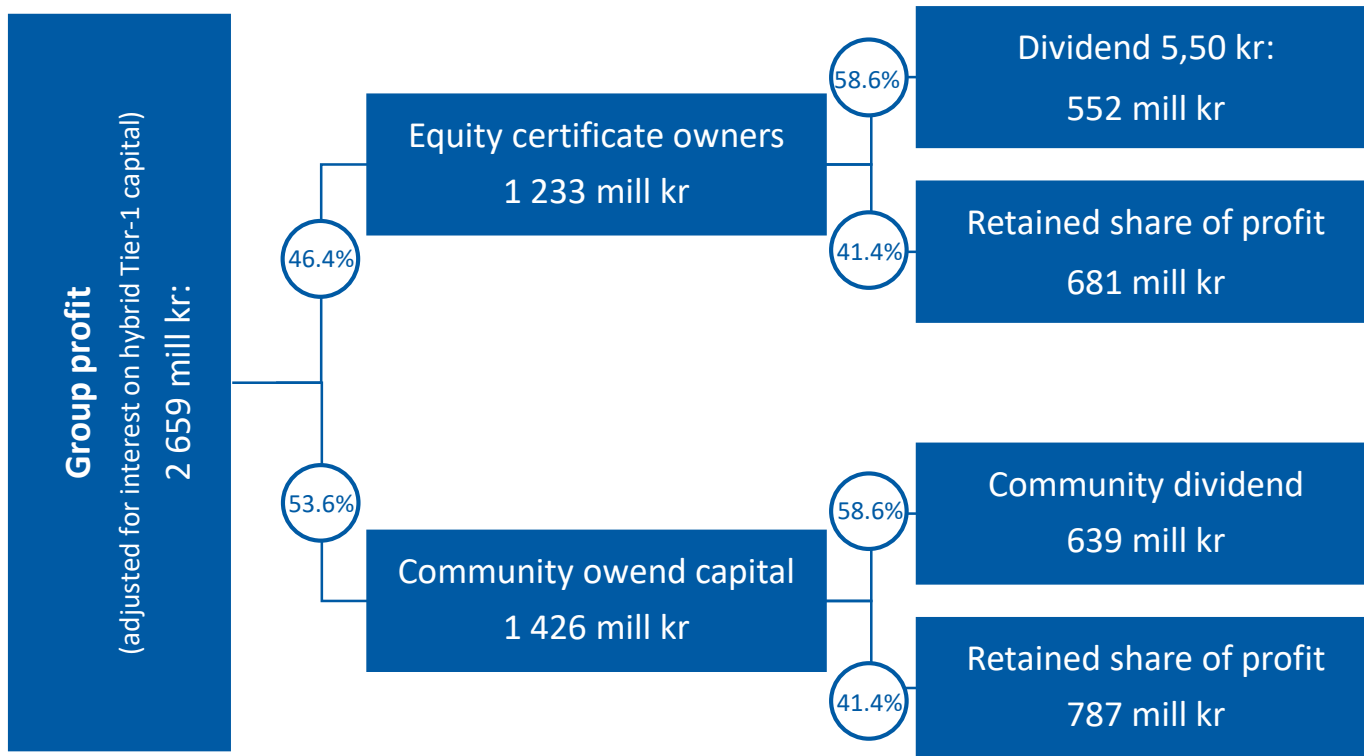 Group profit
(adjusted for interest on hybrid Tier-1 capital)
2 659 mill kr:
46.4%
53.6%
Equity certificate owners
1 233 mill kr
58.6%
41.4%
Dividend 5,50 kr:
552 mill kr
Retained share of profit
681 mill kr
Community owend capital
1 426 mill kr
58.6%
41.4%
Community dividend
639 mill kr
Retained share of profit
787 mill kr